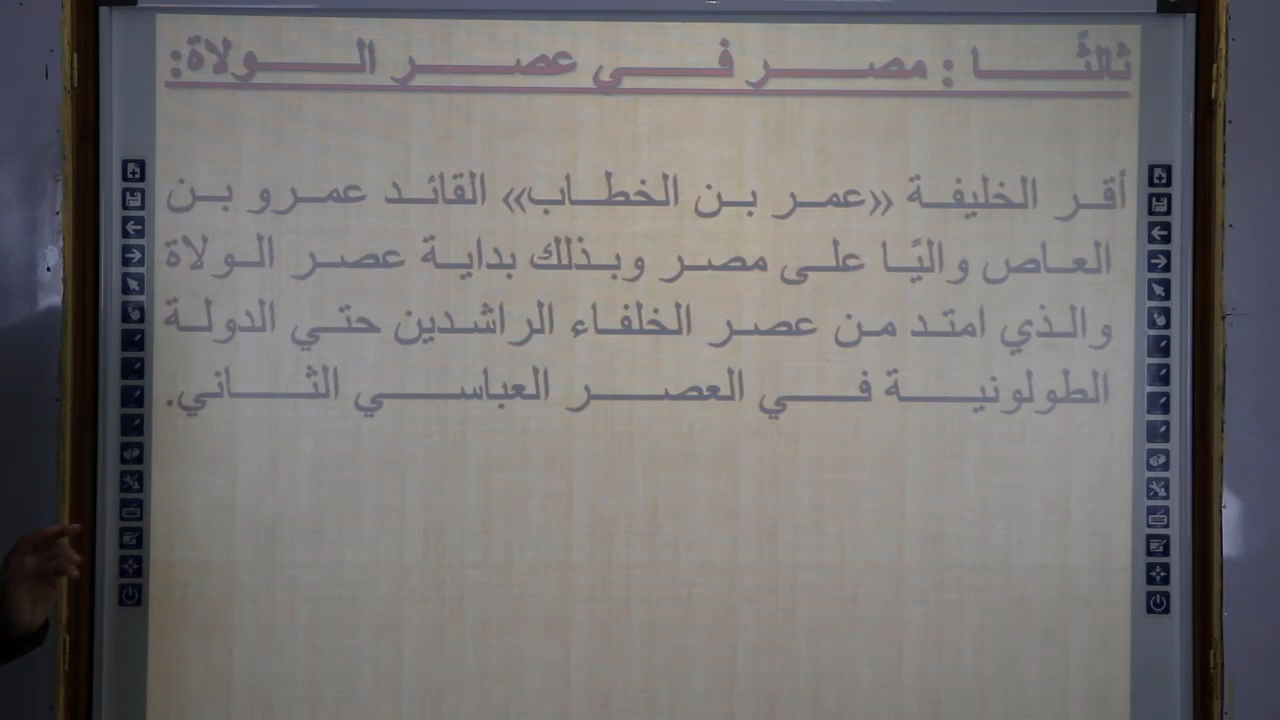 ثالثًا : مصر في عصر الولاة:
أقر الخليفة «عمر بن الخطاب» القائد عمرو بن
العاص واليًا على مصر وبذلك بداية عصر الولاة
والذي امتد من عصر الخلفاء الراشدين حتي الدولة
الطولونية في العصر العباسي الثاني.